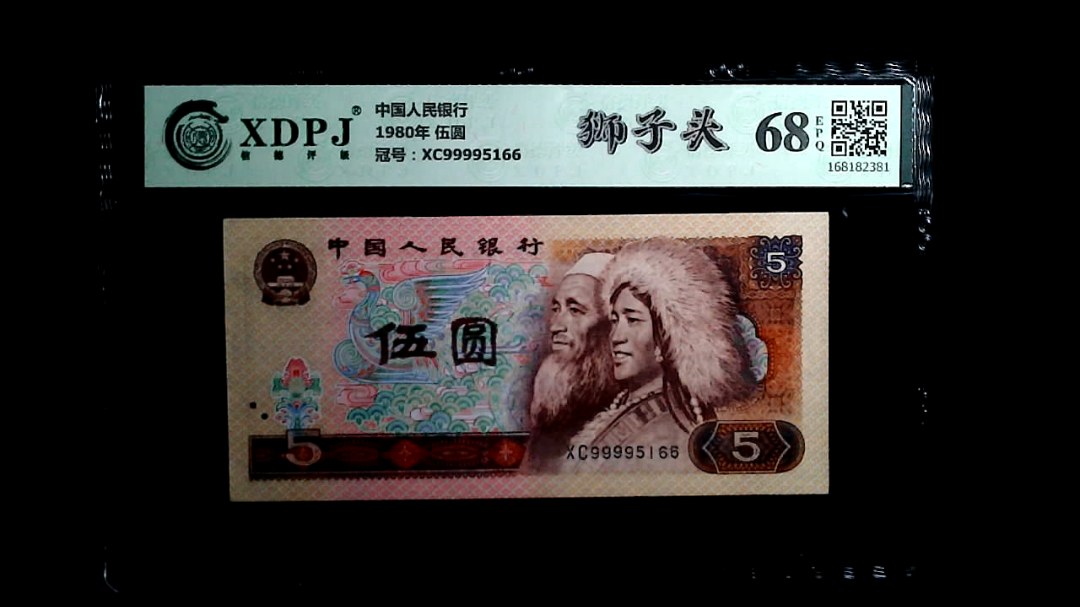 XDPJ®
信德评级
中国人民银行
1980年 伍圆
冠号：XC99995166
狮子头
68
EPQ
168182381
中国人民银行
5
伍圆
5
XC99995166
5